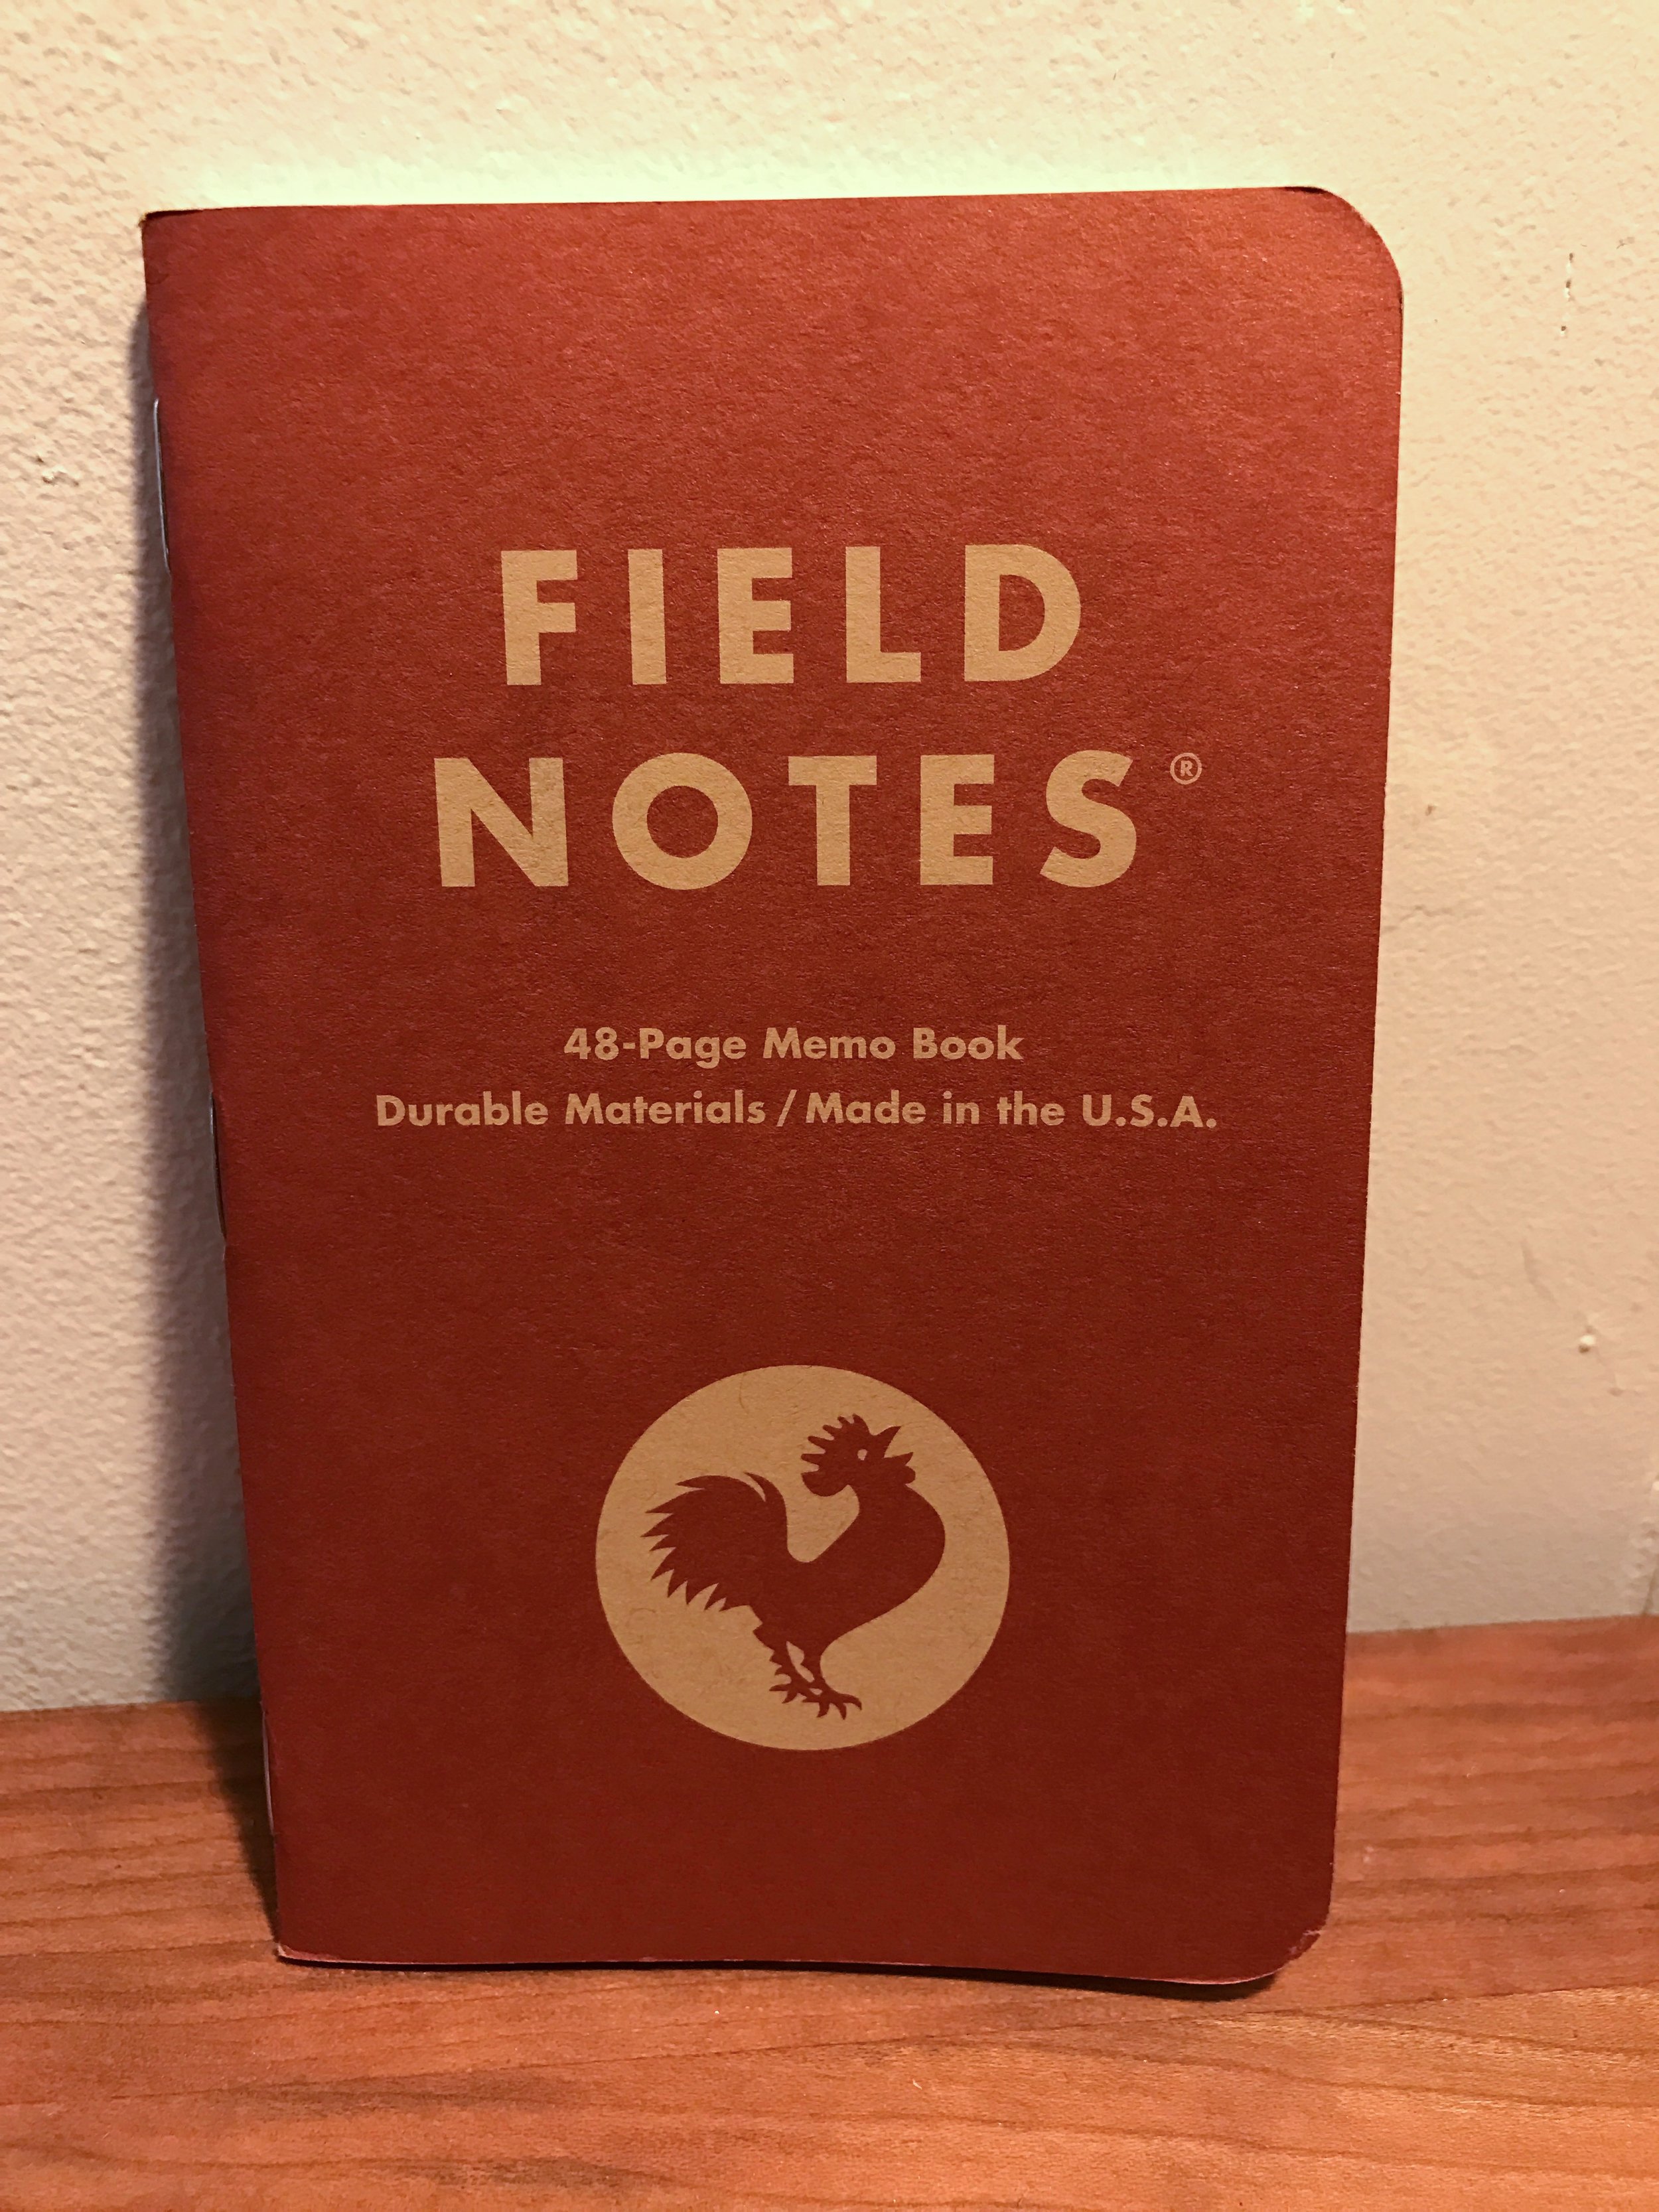 FIELD
NOTES®
48-Page Memo Book
Durable Materials / Made in the U.S.A.